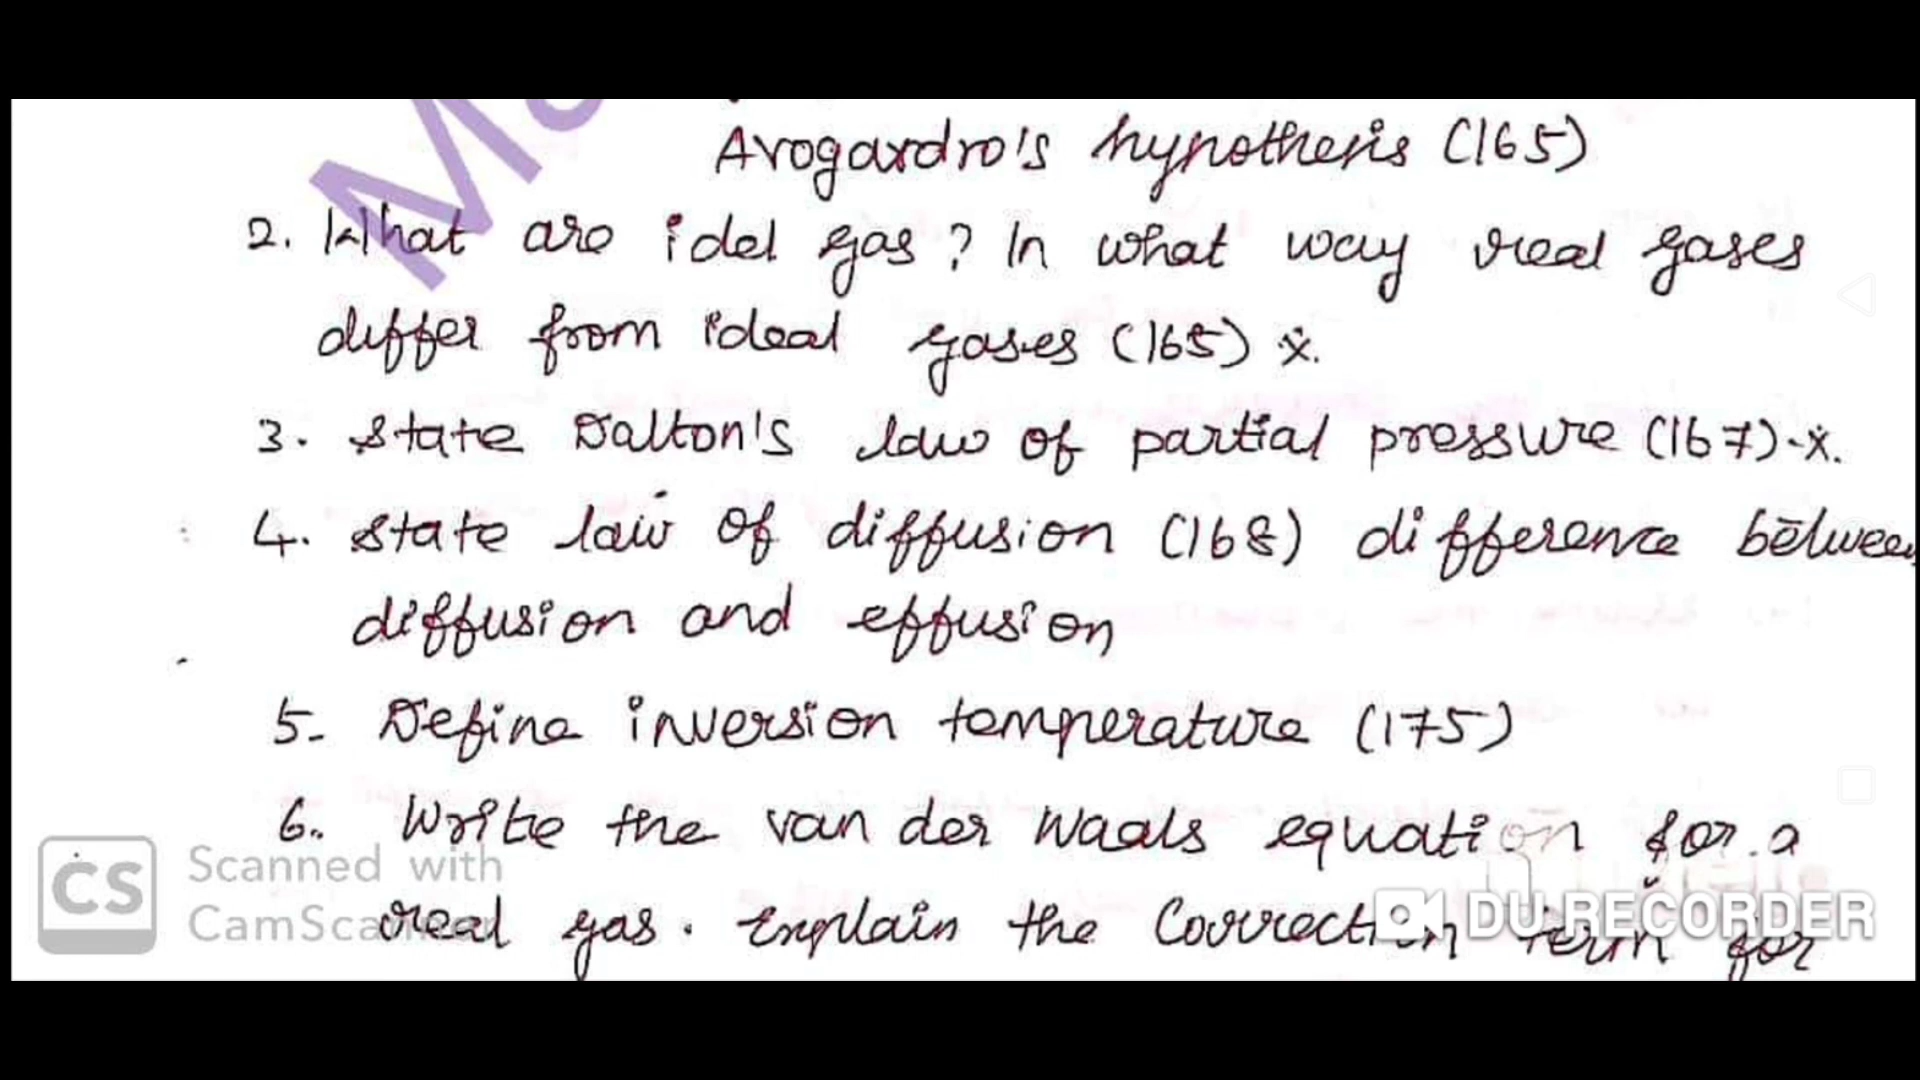 Avogardro's hypothesis (165)
2. What are idel gas? In what way real gases
differ from ideal gases (165) x.
3. State Dalton's law of partial pressure (167)-x.
4. State law of diffusion (168) difference between
diffusion and effusion
5. Define inversion temperature (175)
6. Write the van der waals equation for a
real gas. Explain the Correction term for
Scanned with
CamScanner
CS
DU RECORDER